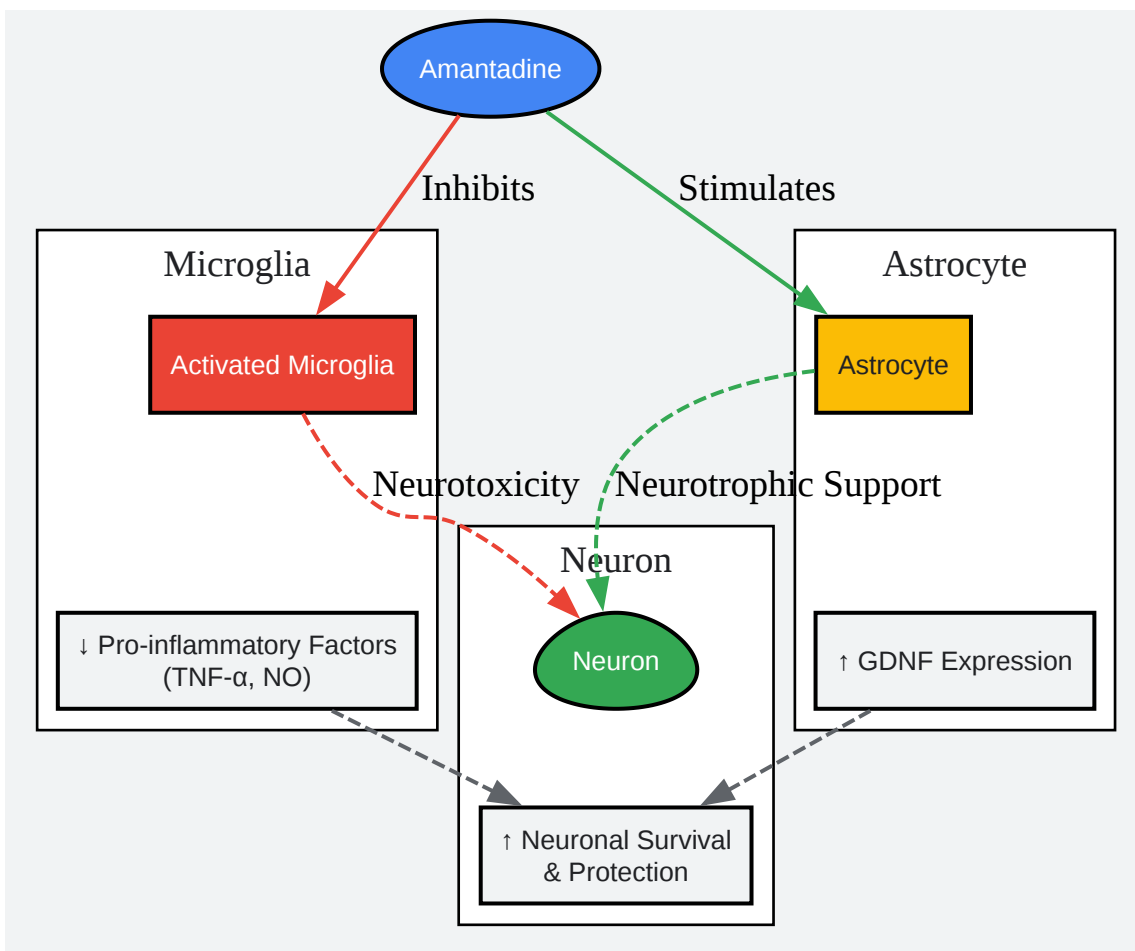 Amantadine
Inhibits
Stimulates
Microglia
Astrocyte
Activated Microglia
Astrocyte
Neurotoxicity
Neurotrophic Support
Neuron
↓ Pro-inflammatory Factors
(TNF-α, NO)
Neuron
↑ GDNF Expression
↑ Neuronal Survival
& Protection